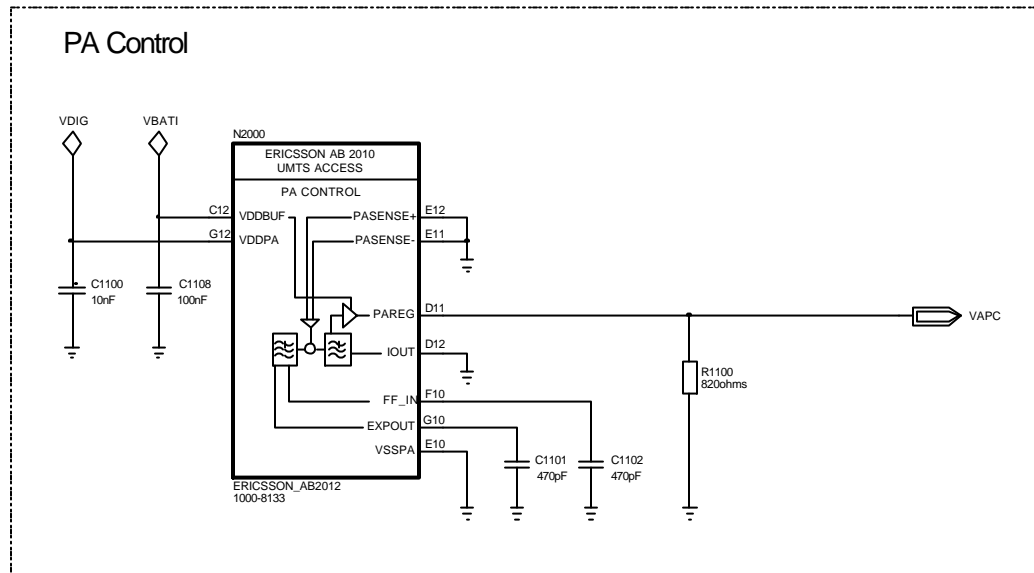 PA Control
VDIG
VBATI
N2000
ERICSSON AB 2010
UMTS ACCESS
PA CONTROL
C12
VDDBUF
PASENSE+
E12
G12
VDDPA
PASENSE-
E11
C1100
10nF
C1108
100nF
PAREG
D11
VAPC
IOUT
D12
R1100
820ohms
FF_IN
F10
EXPOUT
G10
VSSPA
E10
C1101
470pF
C1102
470pF
ERICSSON_AB2012
1000-8133